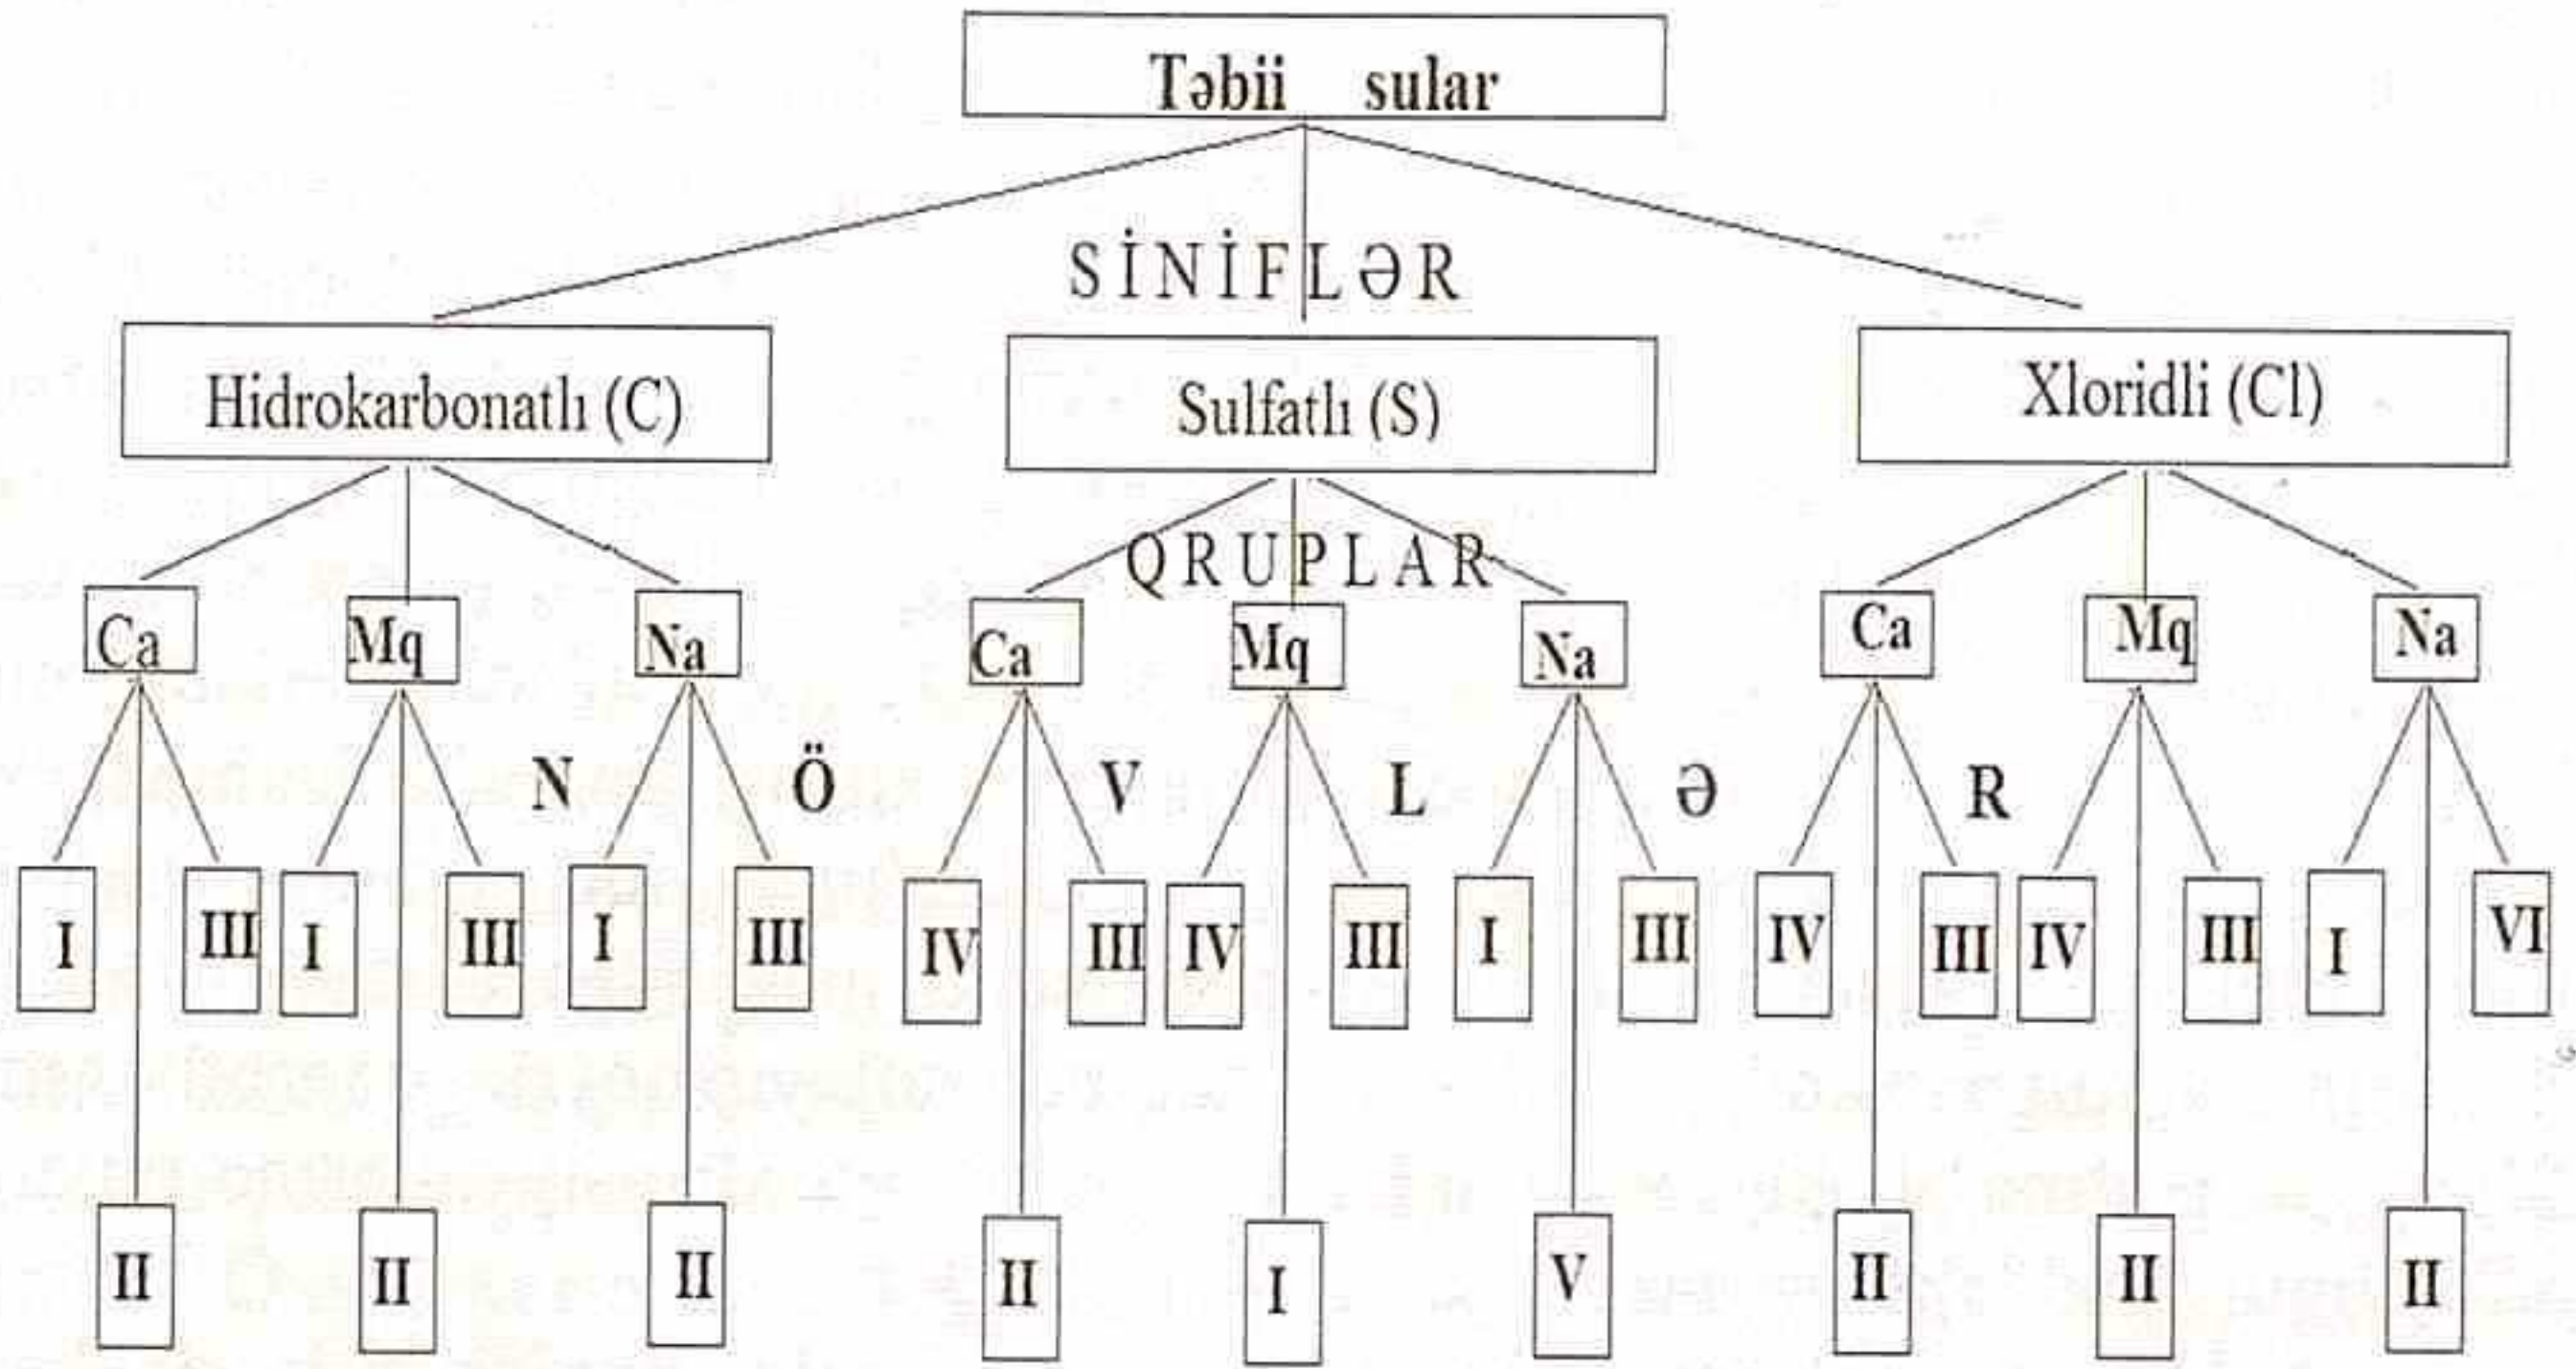 Təbii sular
SİNİFLƏR
Hidrokarbonatlı (C) Sulfatlı (S) Xloridli (Cl)
QRUPLAR
Ca Mq Na Ca Mq Na Ca Mq Na
N Ö V L Ə R
I III I III I III IV III IV III I III IV III IV III I VI
II II II II I V II II II